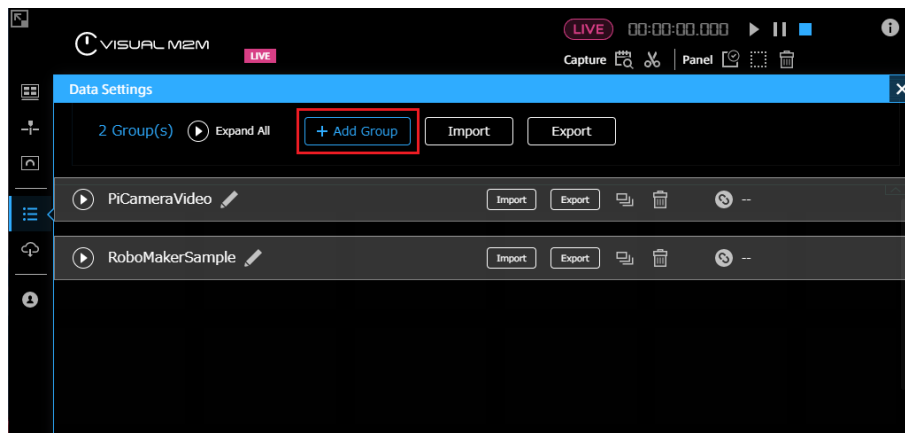 LIVE 00:00:00.000
VISUAL M2M
LIVE
Capture Panel
Data Settings
2 Group(s) Expand All + Add Group Import Export
PiCameraVideo Import Export --
RoboMakerSample Import Export --